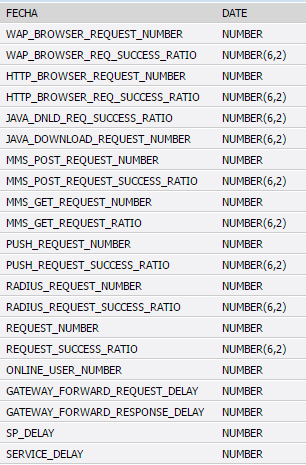 FECHA DATE
WAP_BROWSER_REQUEST_NUMBER NUMBER
WAP_BROWSER_REQ_SUCCESS_RATIO NUMBER(6,2)
HTTP_BROWSER_REQUEST_NUMBER NUMBER
HTTP_BROWSER_REQ_SUCCESS_RATIO NUMBER(6,2)
JAVA_DNLD_REQ_SUCCESS_RATIO NUMBER(6,2)
JAVA_DOWNLOAD_REQUEST_NUMBER NUMBER(6,2)
MMS_POST_REQUEST_NUMBER NUMBER
MMS_POST_REQUEST_SUCCESS_RATIO NUMBER(6,2)
MMS_GET_REQUEST_NUMBER NUMBER
MMS_GET_REQUEST_RATIO NUMBER(6,2)
PUSH_REQUEST_NUMBER NUMBER
PUSH_REQUEST_SUCCESS_RATIO NUMBER(6,2)
RADIUS_REQUEST_NUMBER NUMBER
RADIUS_REQUEST_SUCCESS_RATIO NUMBER(6,2)
REQUEST_NUMBER NUMBER
REQUEST_SUCCESS_RATIO NUMBER(6,2)
ONLINE_USER_NUMBER NUMBER
GATEWAY_FORWARD_REQUEST_DELAY NUMBER
GATEWAY_FORWARD_RESPONSE_DELAY NUMBER
SP_DELAY NUMBER
SERVICE_DELAY NUMBER